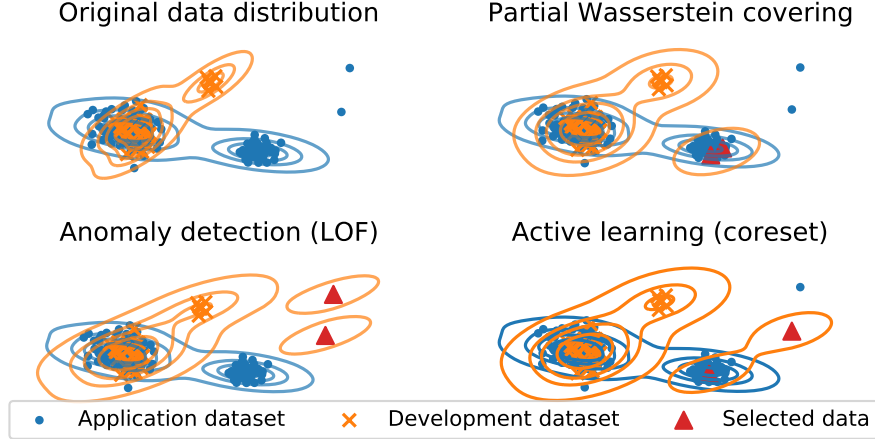 Original data distribution
Partial Wasserstein covering
Anomaly detection (LOF)
Active learning (coreset)
Application dataset
Development dataset
Selected data